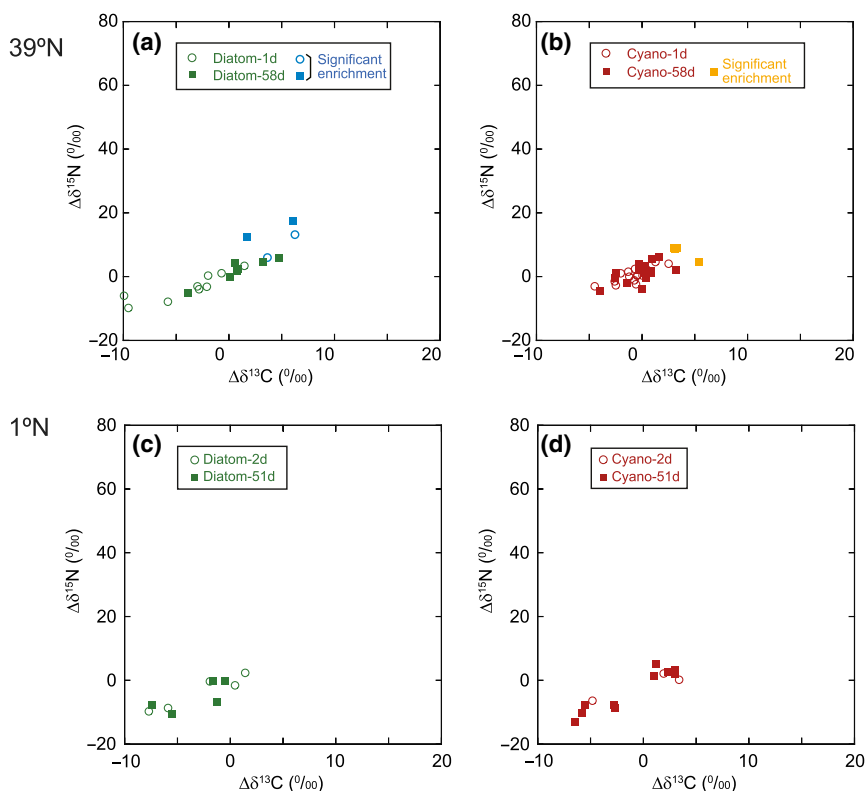 39ºN
(a)
Diatom-1d
Diatom-58d
Significant
enrichment
80
60
40
20
0
−20
−10
0
10
20
Δδ15N (0/00)
Δδ13C (0/00)
(b)
Cyano-1d
Cyano-58d
Significant
enrichment
80
60
40
20
0
−20
−10
0
10
20
Δδ15N (0/00)
Δδ13C (0/00)
1ºN
(c)
Diatom-2d
Diatom-51d
80
60
40
20
0
−20
−10
0
10
20
Δδ15N (0/00)
Δδ13C (0/00)
(d)
Cyano-2d
Cyano-51d
80
60
40
20
0
−20
−10
0
10
20
Δδ15N (0/00)
Δδ13C (0/00)